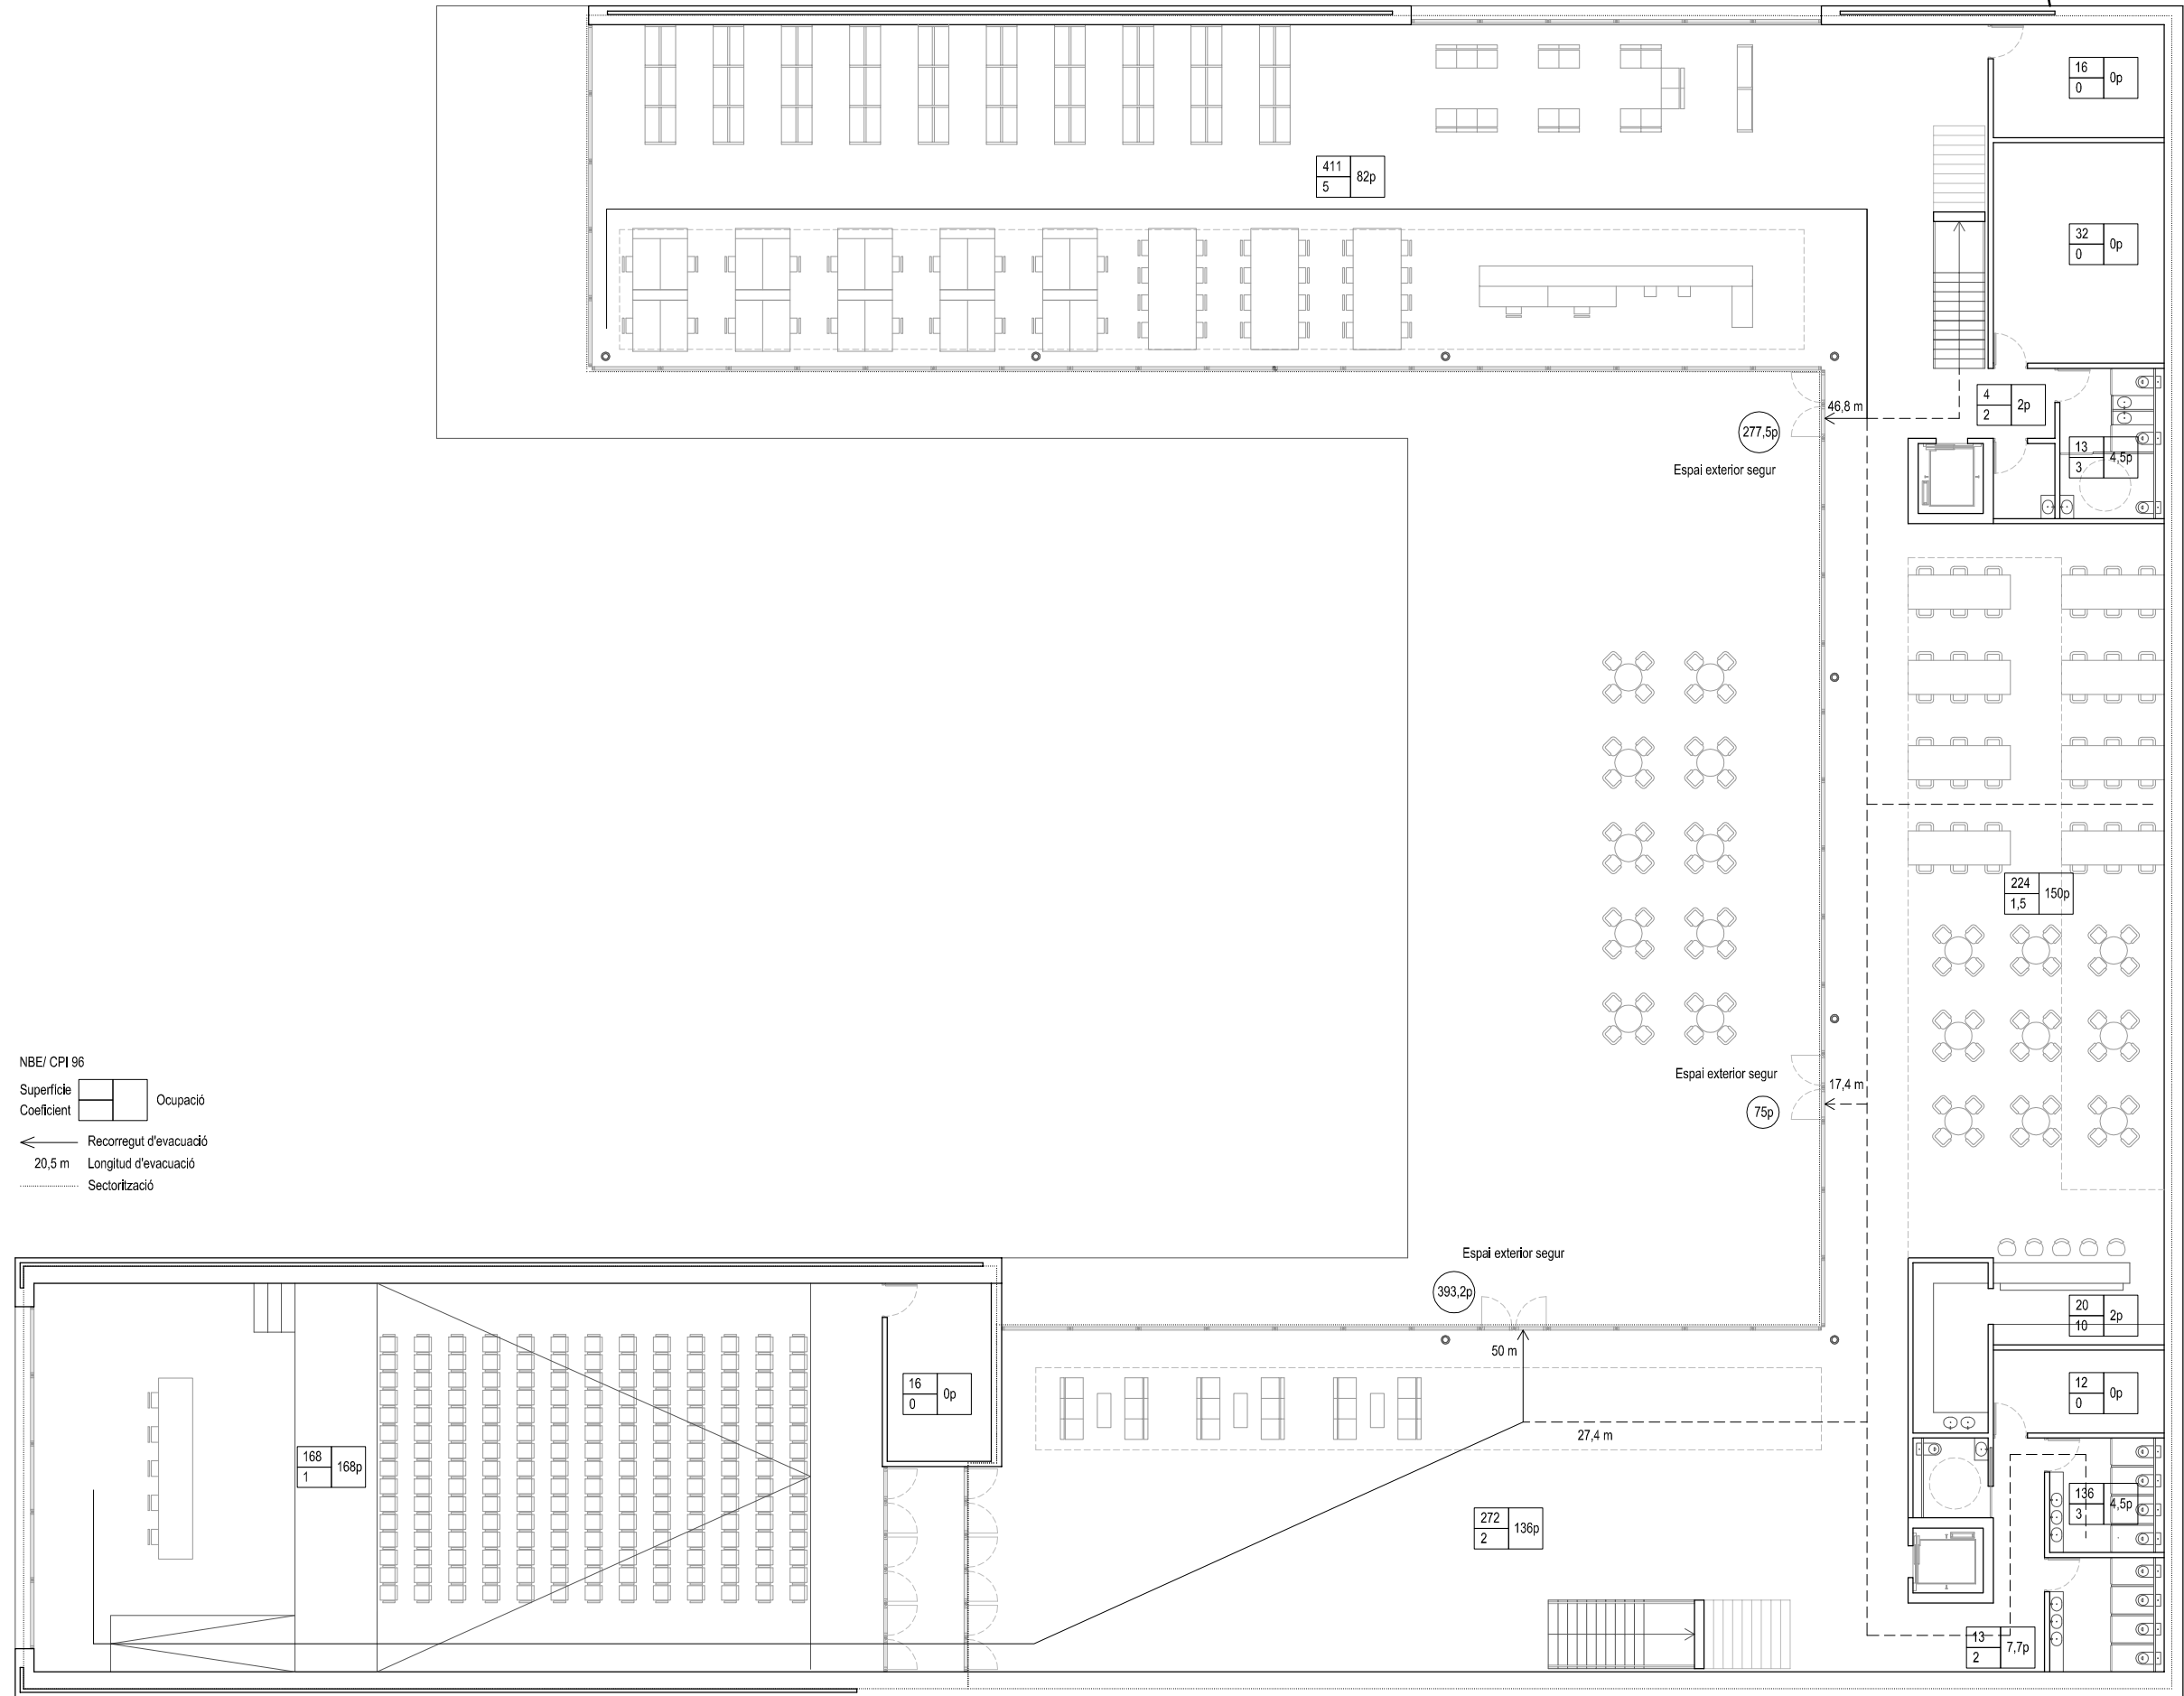 16
0p
0
411
82p
5
32
0p
0
4
2p
2
46,8 m
277,5p
13
4,5p
3
Espai exterior segur
224
150p
1,5
NBE/ CPI 96
Superfície
Coeficient
Ocupació
Recorregut d'evacuació
20,5 m
Longitud d'evacuació
Sectorització
Espai exterior segur
17,4 m
75p
Espai exterior segur
393,2p
20
2p
10
50 m
12
0p
0
16
0p
0
27,4 m
168
168p
1
136
4,5p
3
272
136p
2
13
7,7p
2